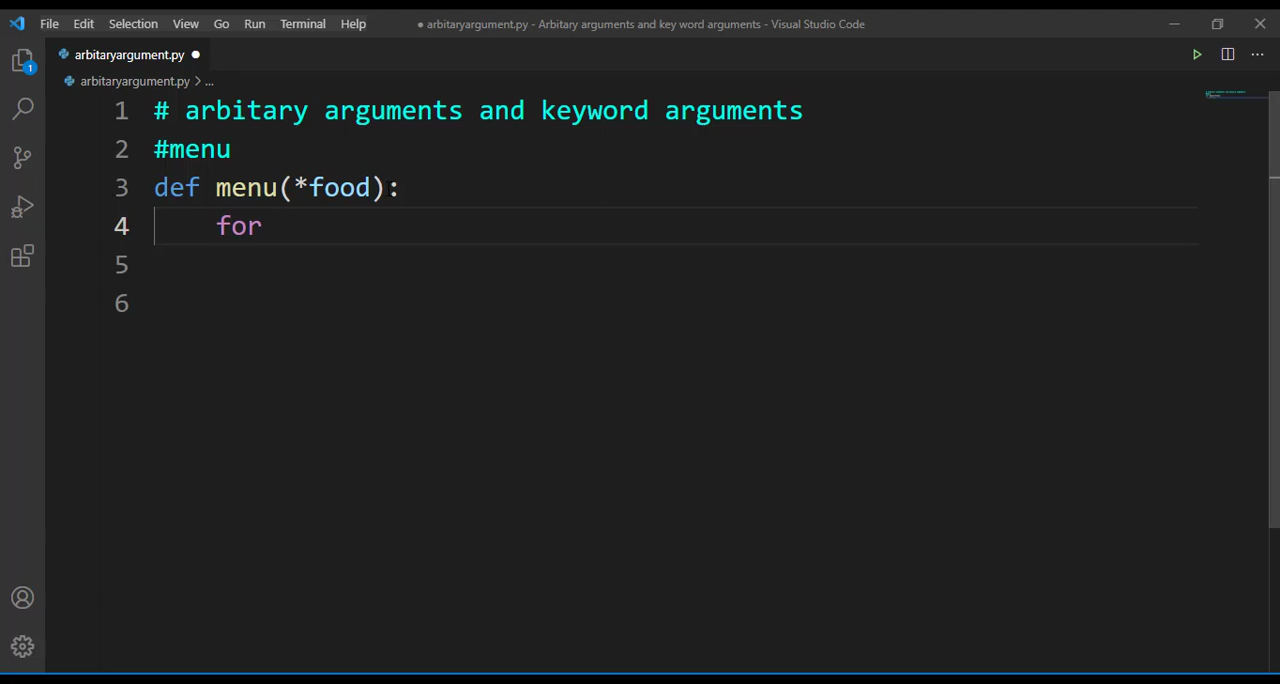 File Edit Selection View Go Run Terminal Help ● arbitaryargument.py - Arbitary arguments and key word arguments - Visual Studio Code
arbitaryargument.py ●
arbitaryargument.py > ...
1 # arbitary arguments and keyword arguments
2 #menu
3 def menu(*food):
4 for
5
6
1